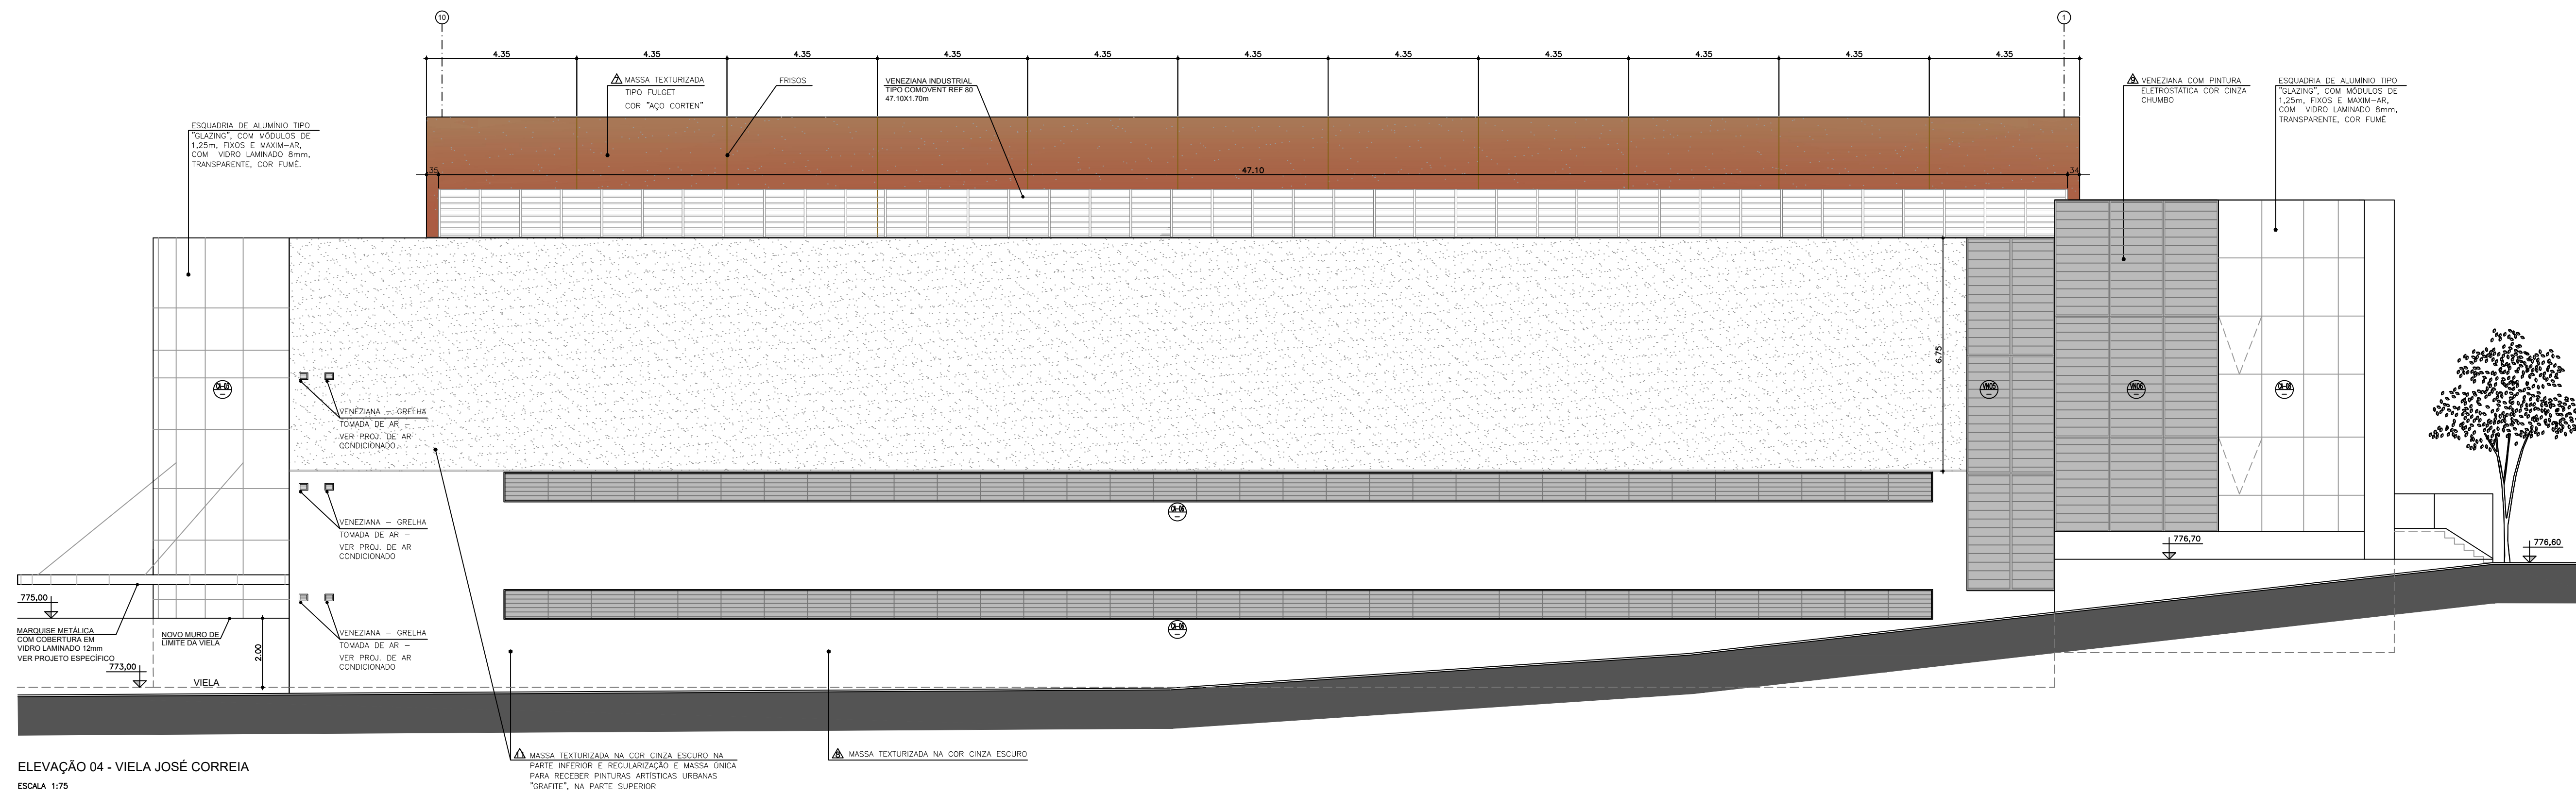 10
1
4.35
4.35
4.35
4.35
4.35
4.35
4.35
4.35
4.35
4.35
4.35
7 MASSA TEXTURIZADA
TIPO FULGET
COR "AÇO CORTEN"
FRISOS
VENEZIANA INDUSTRIAL
TIPO COMOVENT REF 80
47.10X1.70m
9 VENEZIANA COM PINTURA
ELETROSTÁTICA COR CINZA
CHUMBO
ESQUADRIA DE ALUMÍNIO TIPO
"GLAZING", COM MÓDULOS DE
1,25m, FIXOS E MAXIM-AR,
COM VIDRO LAMINADO 8mm,
TRANSPARENTE, COR FUMÊ
ESQUADRIA DE ALUMÍNIO TIPO
"GLAZING", COM MÓDULOS DE
1,25m, FIXOS E MAXIM-AR,
COM VIDRO LAMINADO 8mm,
TRANSPARENTE, COR FUMÊ.
35
47.10
34
6.75
VN05
VN06
VENEZIANA - GRELHA
TOMADA DE AR -
VER PROJ. DE AR
CONDICIONADO
VENEZIANA - GRELHA
TOMADA DE AR -
VER PROJ. DE AR
CONDICIONADO
VENEZIANA - GRELHA
TOMADA DE AR -
VER PROJ. DE AR
CONDICIONADO
776,70
776,60
775,00
MARQUISE METÁLICA
COM COBERTURA EM
VIDRO LAMINADO 12mm
VER PROJETO ESPECÍFICO
NOVO MURO DE
LIMITE DA VIELA
2.00
773,00
VIELA
11 MASSA TEXTURIZADA NA COR CINZA ESCURO NA
PARTE INFERIOR E REGULARIZAÇÃO E MASSA ÚNICA
PARA RECEBER PINTURAS ARTÍSTICAS URBANAS
"GRAFITE", NA PARTE SUPERIOR
8 MASSA TEXTURIZADA NA COR CINZA ESCURO
ELEVAÇÃO 04 - VIELA JOSÉ CORREIA
ESCALA 1:75